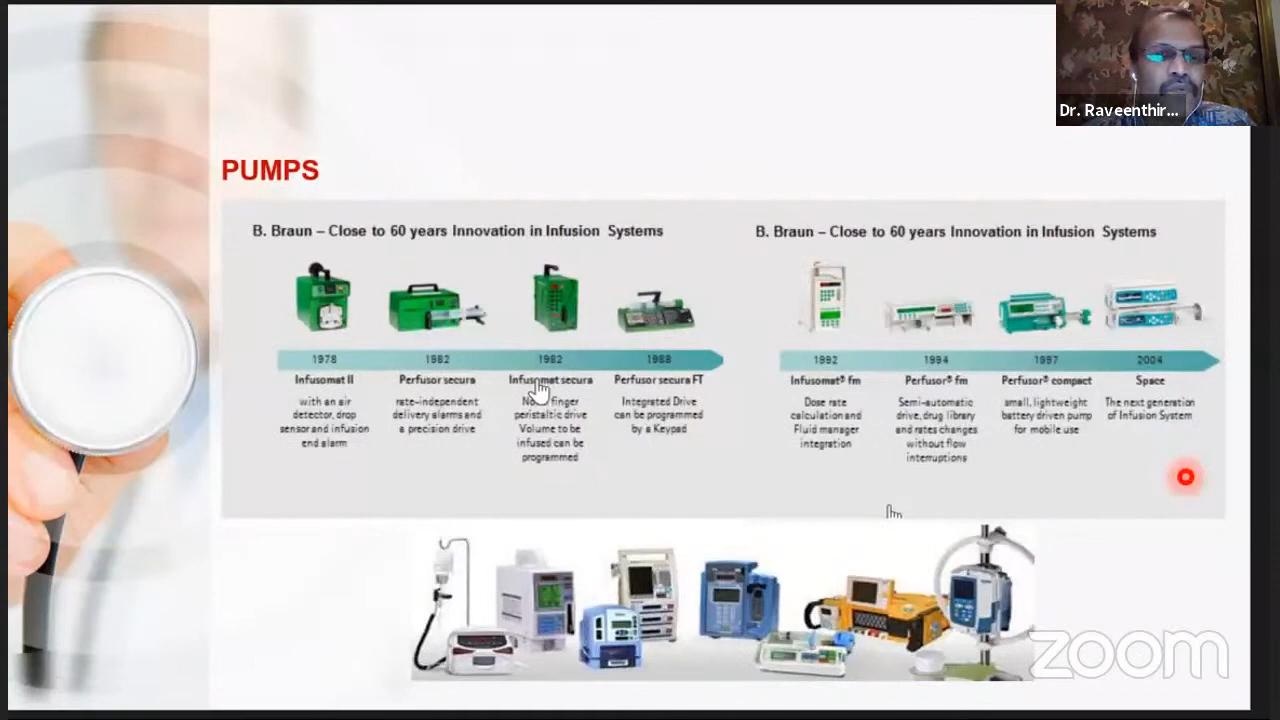 Dr. Raveenthir...
PUMPS
B. Braun – Close to 60 years Innovation in Infusion Systems
1978
1982
1982
1988
Infusomat II
Perfusor secura
Infusomat secura
Perfusor secura FT
with an air
detector, drop
sensor and infusion
end alarm
rate-independent
delivery alarms and
a precision drive
finger
peristaltic drive
Volume to be
infused can be
programmed
Integrated Drive
can be programmed
by a Keypad
B. Braun – Close to 60 years Innovation in Infusion Systems
1992
1994
1997
2004
Infusomat® fm
Perfusor® fm
Perfusor® compact
Space
Dose rate
calculation and
Fluid manager
integration
Semi-automatic
drive, drug library
and rates changes
without flow
interruptions
small, lightweight
battery driven pump
for mobile use
The next generation
of Infusion System
zoom